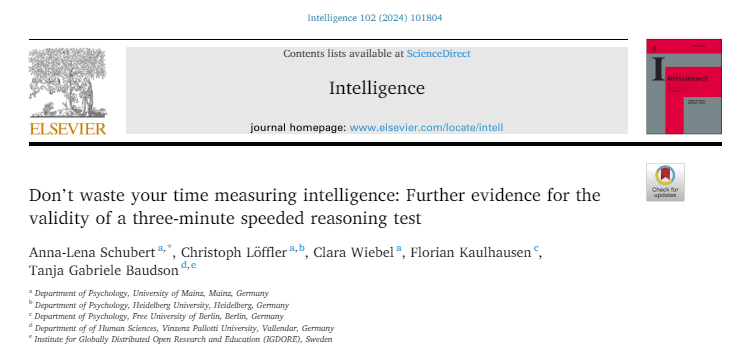 Intelligence 102 (2024) 101804
Contents lists available at ScienceDirect
Intelligence
journal homepage: www.elsevier.com/locate/intell
ELSEVIER
INTELLIGENCE
Check for
updates
Don't waste your time measuring intelligence: Further evidence for the
validity of a three-minute speeded reasoning test
Anna-Lena Schubert a,*, Christoph Löffler a,b, Clara Wiebel a, Florian Kaulhausen c,
Tanja Gabriele Baudson d,e
a Department of Psychology, University of Mainz, Mainz, Germany
b Department of Psychology, Heidelberg University, Heidelberg, Germany
c Department of Psychology, Free University of Berlin, Berlin, Germany
d Department of of Human Sciences, Vinzenz Pallotti University, Vallendar, Germany
e Institute for Globally Distributed Open Research and Education (IGDORE), Sweden